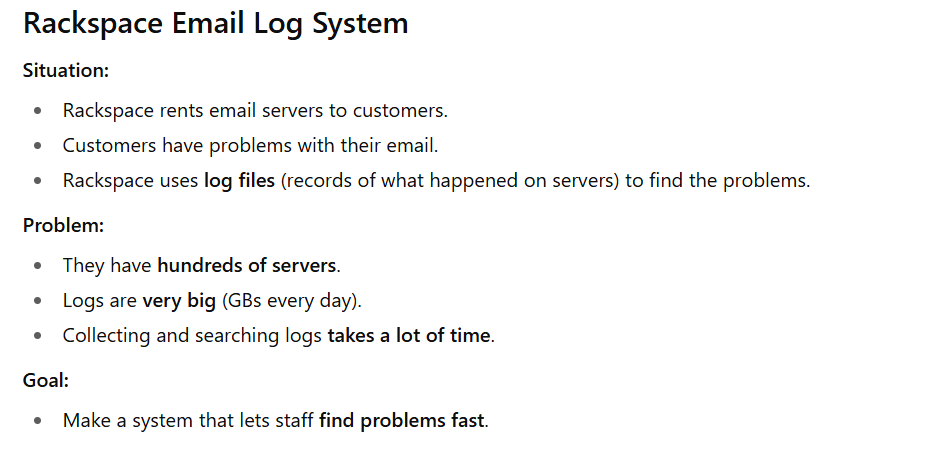 Rackspace Email Log System
Situation:
• Rackspace rents email servers to customers.
• Customers have problems with their email.
• Rackspace uses log files (records of what happened on servers) to find the problems.
Problem:
• They have hundreds of servers.
• Logs are very big (GBs every day).
• Collecting and searching logs takes a lot of time.
Goal:
• Make a system that lets staff find problems fast.